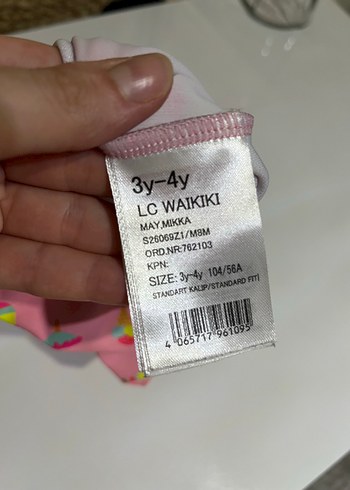 3y-4y
LC WAIKIKI
MAY.MIKKA
S26069Z1/M8M
ORD.NR:762103
KPN:
SIZE: 3y-4y 104/56A
STANDART KALIP/STANDARD FIT
4 065717 961095